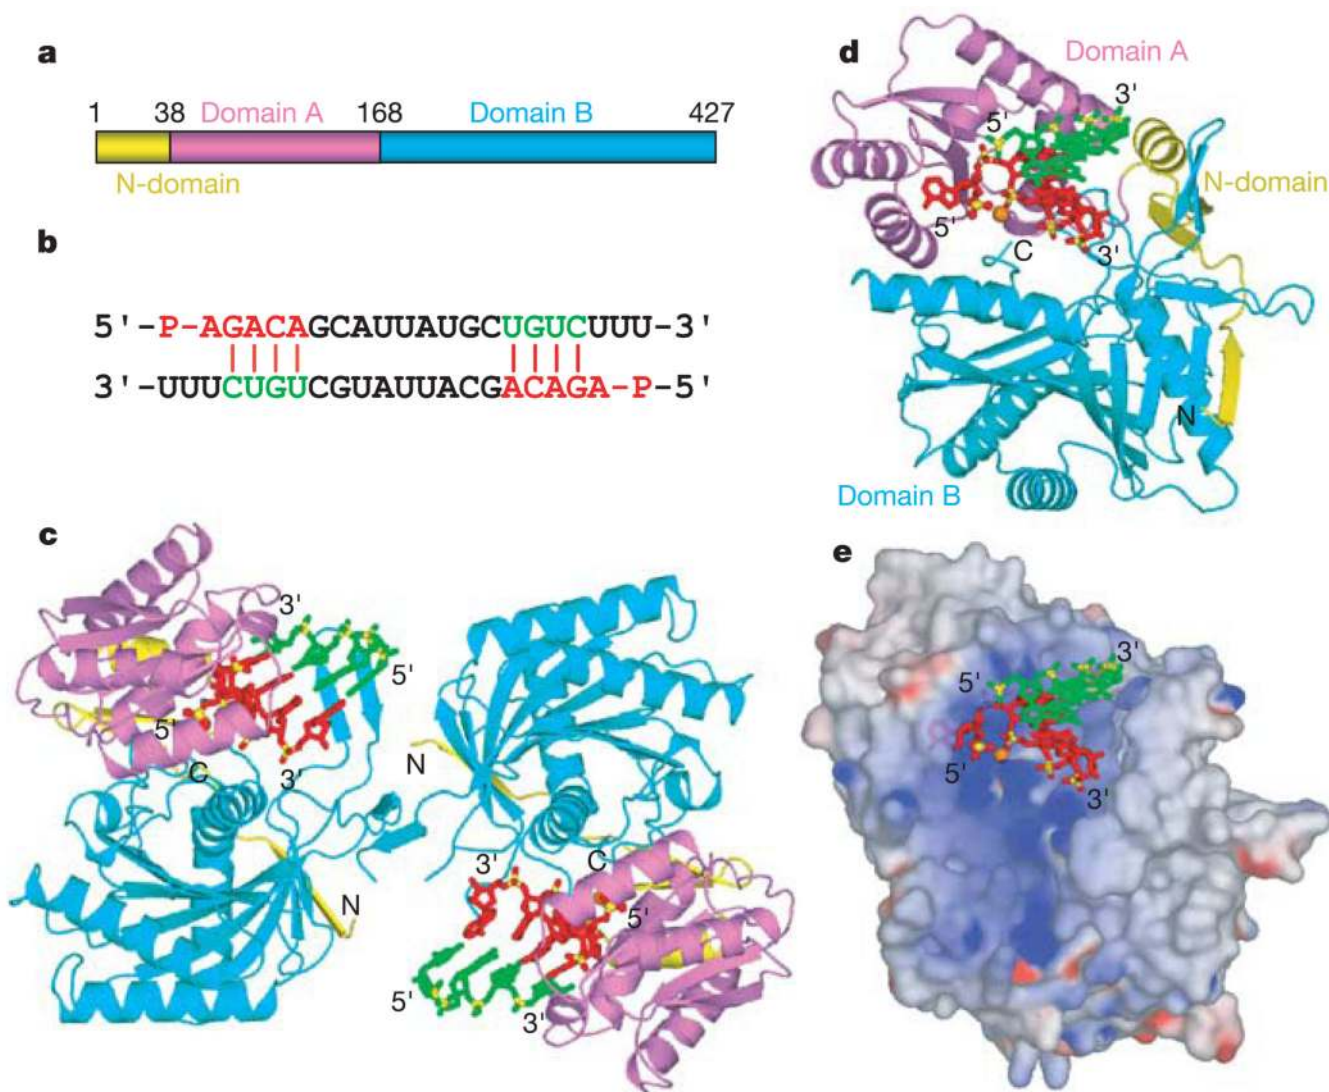 a
1 38 Domain A 168 Domain B 427
N-domain
b
5'-P-AGACAGCAUUAUGCUGUCUUU-3'
3'-UUUCUGUCGUAUUACGACAGA-P-5'
c
3'
5'
5'
3'
C
N
N
3'
C
5'
5'
3'
d
Domain A
3'
5'
N-domain
5'
C
3'
N
Domain B
e
3'
5'
5'
3'